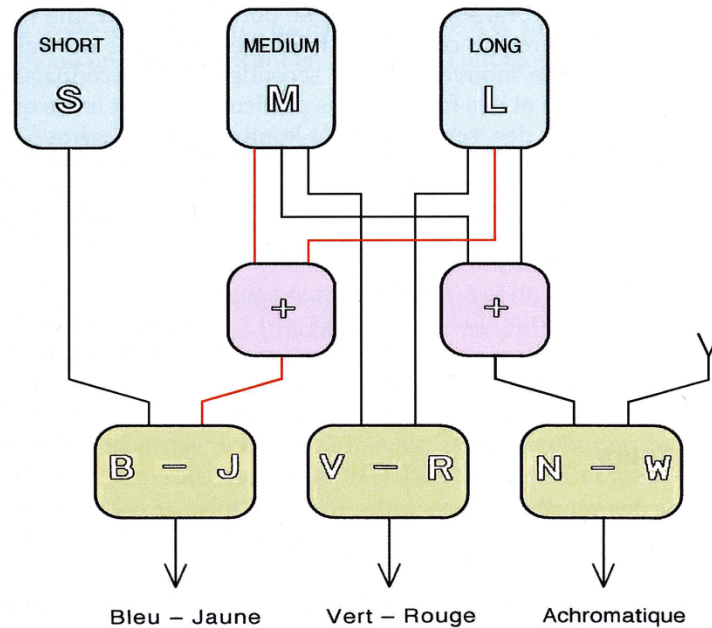 SHORT MEDIUM LONG
S M L
+ +
B – J V – R N – W
Bleu – Jaune Vert – Rouge Achromatique